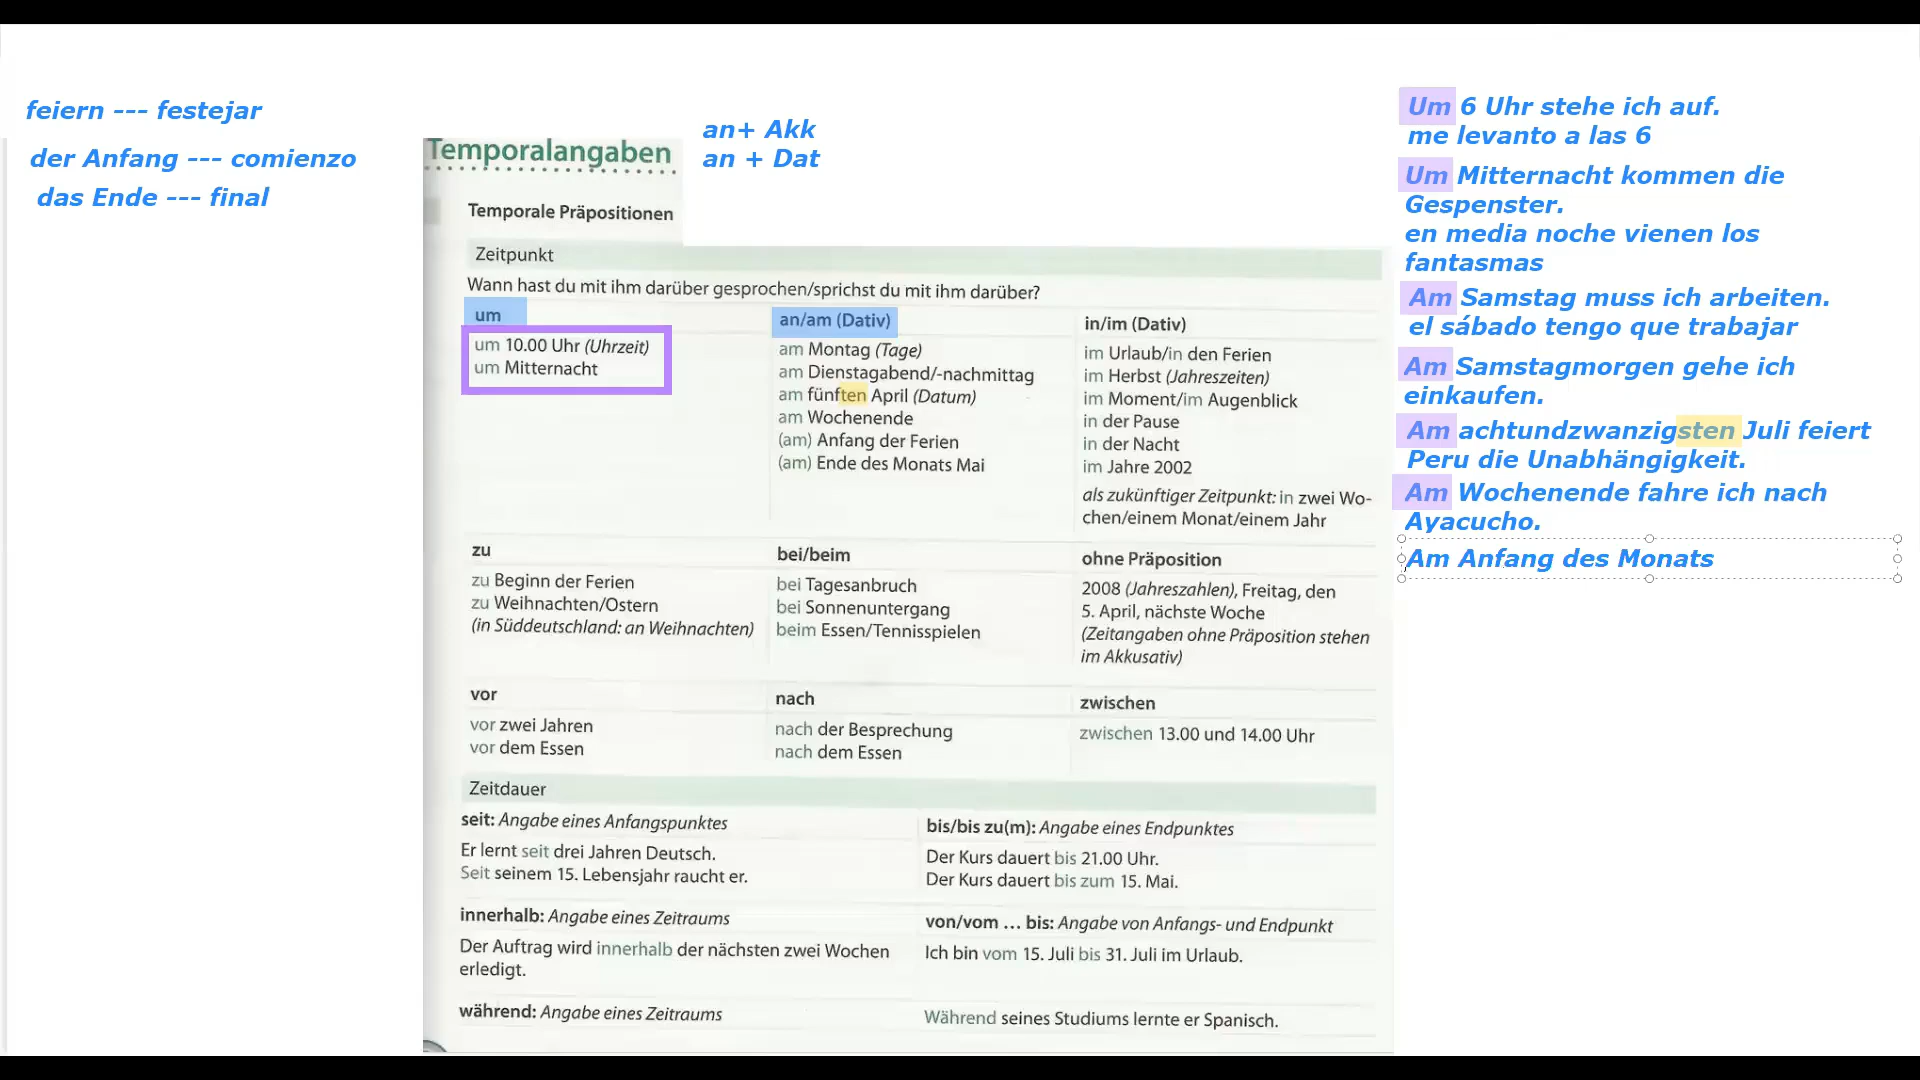 feiern --- festejar
der Anfang --- comienzo
das Ende --- final
an+ Akk
an + Dat
Temporalangaben
Temporale Präpositionen
Zeitpunkt
Wann hast du mit ihm darüber gesprochen/sprichst du mit ihm darüber?
um
um 10.00 Uhr (Uhrzeit)
um Mitternacht
an/am (Dativ)
am Montag (Tage)
am Dienstagabend/-nachmittag
am fünften April (Datum)
am Wochenende
(am) Anfang der Ferien
(am) Ende des Monats Mai
in/im (Dativ)
im Urlaub/in den Ferien
im Herbst (Jahreszeiten)
im Moment/im Augenblick
in der Pause
in der Nacht
im Jahre 2002
als zukünftiger Zeitpunkt: in zwei Wo-
chen/einem Monat/einem Jahr
zu
zu Beginn der Ferien
zu Weihnachten/Ostern
(in Süddeutschland: an Weihnachten)
bei/beim
bei Tagesanbruch
bei Sonnenuntergang
beim Essen/Tennisspielen
ohne Präposition
2008 (Jahreszahlen), Freitag, den
5. April, nächste Woche
(Zeitangaben ohne Präposition stehen
im Akkusativ)
vor
vor zwei Jahren
vor dem Essen
nach
nach der Besprechung
nach dem Essen
zwischen
zwischen 13.00 und 14.00 Uhr
Zeitdauer
seit: Angabe eines Anfangspunktes
Er lernt seit drei Jahren Deutsch.
Seit seinem 15. Lebensjahr raucht er.
bis/bis zu(m): Angabe eines Endpunktes
Der Kurs dauert bis 21.00 Uhr.
Der Kurs dauert bis zum 15. Mai.
innerhalb: Angabe eines Zeitraums
Der Auftrag wird innerhalb der nächsten zwei Wochen
erledigt.
von/vom ... bis: Angabe von Anfangs- und Endpunkt
Ich bin vom 15. Juli bis 31. Juli im Urlaub.
während: Angabe eines Zeitraums
Während seines Studiums lernte er Spanisch.
Um 6 Uhr stehe ich auf.
me levanto a las 6
Um Mitternacht kommen die
Gespenster.
en media noche vienen los
fantasmas
Am Samstag muss ich arbeiten.
el sábado tengo que trabajar
Am Samstagmorgen gehe ich
einkaufen.
Am achtundzwanzigsten Juli feiert
Peru die Unabhängigkeit.
Am Wochenende fahre ich nach
Ayacucho.
Am Anfang des Monats